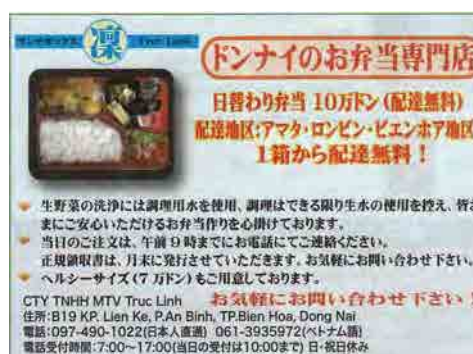 ランチボックス 凜 Truc Linh
ドンナイのお弁当専門店
日替わり弁当 10万ドン (配達無料)
配達地区:アマタ・ロンビン・ビエンホア地区
1箱から配達無料!
生野菜の洗浄には調理用水を使用、調理はできる限り生水の使用を控え、皆さ
まにご安心いただけるお弁当作りを心掛けております。
当日のご注文は、午前9時までにお電話にてご連絡ください。
正規領収書は、月末に発行させていただきます。お気軽にお問い合わせ下さい。
ヘルシーサイズ(7万ドン)もご用意しております。
CTY TNHH MTV Truc Linh お気軽にお問い合わせ下さい!
住所:B19 KP. Lien Ke, P.An Binh, TP.Bien Hoa, Dong Nai
電話:097-490-1022(日本人直通) 061-3935972(ベトナム語)
電話受付時間:7:00~17:00(当日の受付は10:00まで) 日・祝日休み